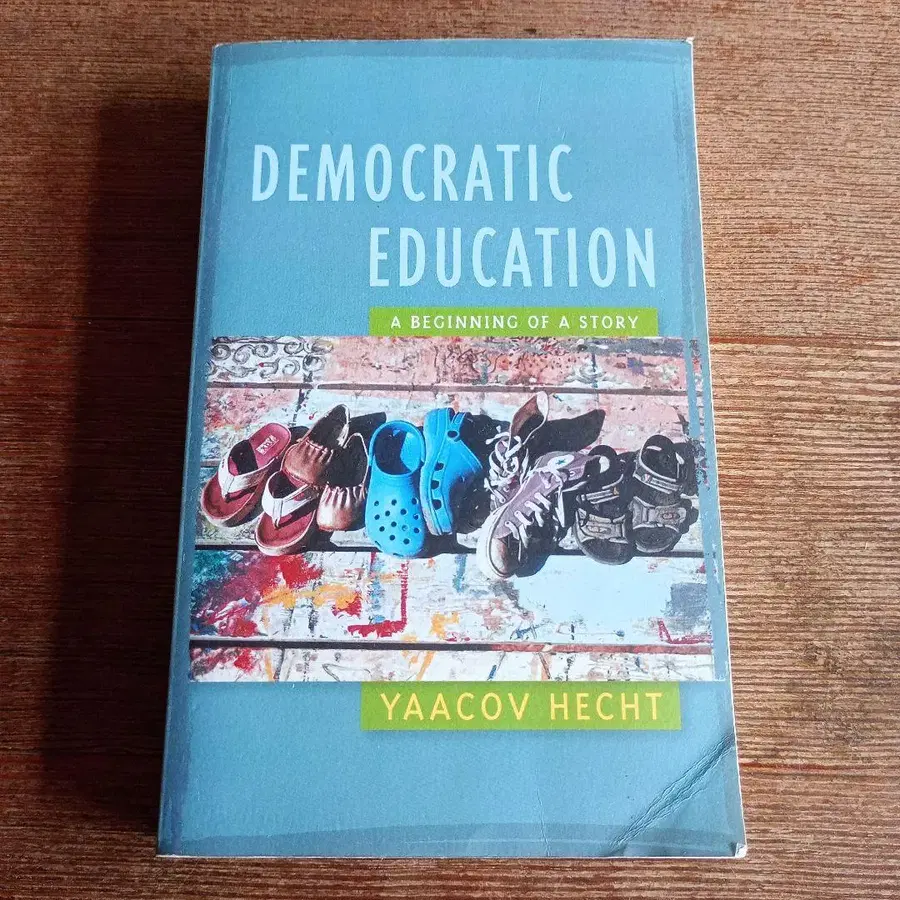 DEMOCRATIC
EDUCATION
A BEGINNING OF A STORY
YAACOV HECHT